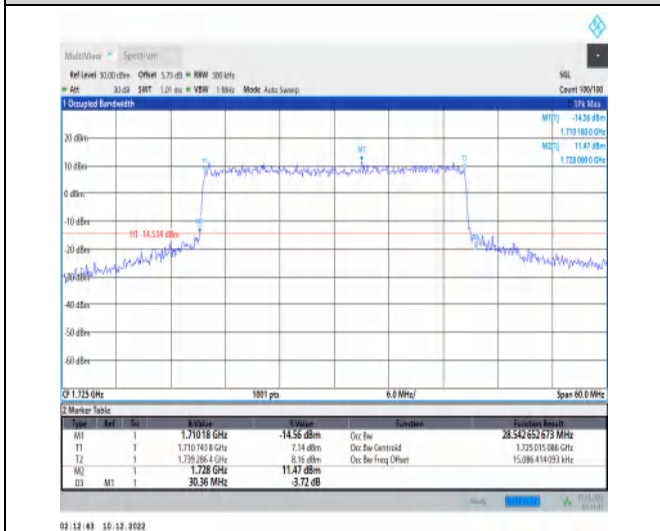 MultiView Spectrum
Ref Level 30.00 dBm Offset 5.75 dB RBW 300 kHz SGL
Att 30 dB SWT 1.01 ms VBW 1 MHz Mode Auto Sweep Count 100/100
1 Occupied Bandwidth 1Pk Max
M1[1] -14.56 dBm
1.710 180 0 GHz
M2[1] 11.47 dBm
1.728 000 0 GHz
20 dBm
M2
T1 T2
10 dBm
0 dBm
-10 dBm
H1 -14.534 dBm
-20 dBm
-30 dBm
-40 dBm
-50 dBm
-60 dBm
CF 1.725 GHz 1001 pts 6.0 MHz/ Span 60.0 MHz
2 Marker Table
Type Ref Trc X-Value Y-Value Function Function Result
M1 1 1.71018 GHz -14.56 dBm Occ Bw 28.542 652 673 MHz
T1 1 1.710 743 8 GHz 7.14 dBm Occ Bw Centroid 1.725 015 086 GHz
T2 1 1.739 286 4 GHz 8.16 dBm Occ Bw Freq Offset 15.086 414 093 kHz
M2 1 1.728 GHz 11.47 dBm
D3 M1 1 30.36 MHz -3.72 dB
Ready
02:12:43 10.12.2022